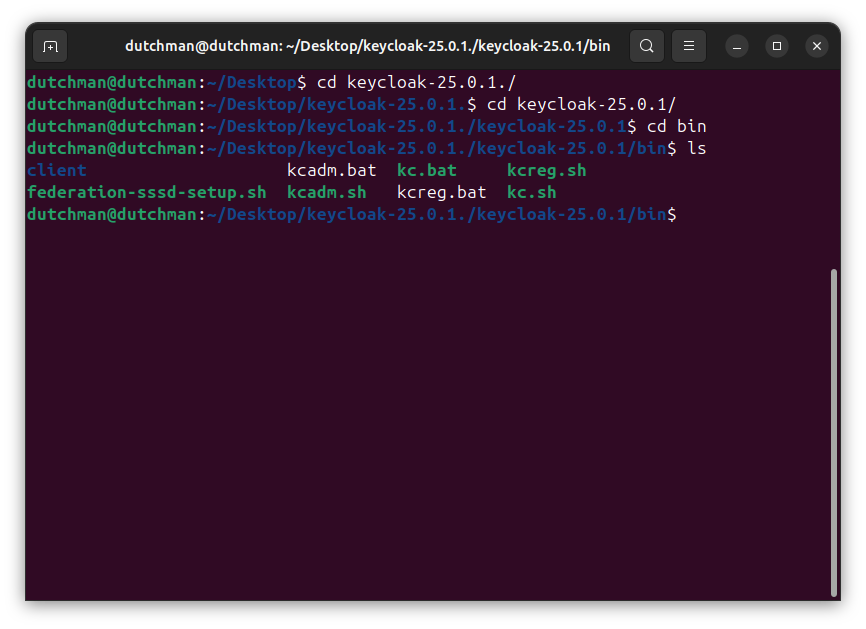 dutchman@dutchman: ~/Desktop/keycloak-25.0.1./keycloak-25.0.1/bin
dutchman@dutchman:~/Desktop$ cd keycloak-25.0.1./
dutchman@dutchman:~/Desktop/keycloak-25.0.1.$ cd keycloak-25.0.1/
dutchman@dutchman:~/Desktop/keycloak-25.0.1./keycloak-25.0.1$ cd bin
dutchman@dutchman:~/Desktop/keycloak-25.0.1./keycloak-25.0.1/bin$ ls
client kcadm.bat kc.bat kcreg.sh
federation-sssd-setup.sh kcadm.sh kcreg.bat kc.sh
dutchman@dutchman:~/Desktop/keycloak-25.0.1./keycloak-25.0.1/bin$